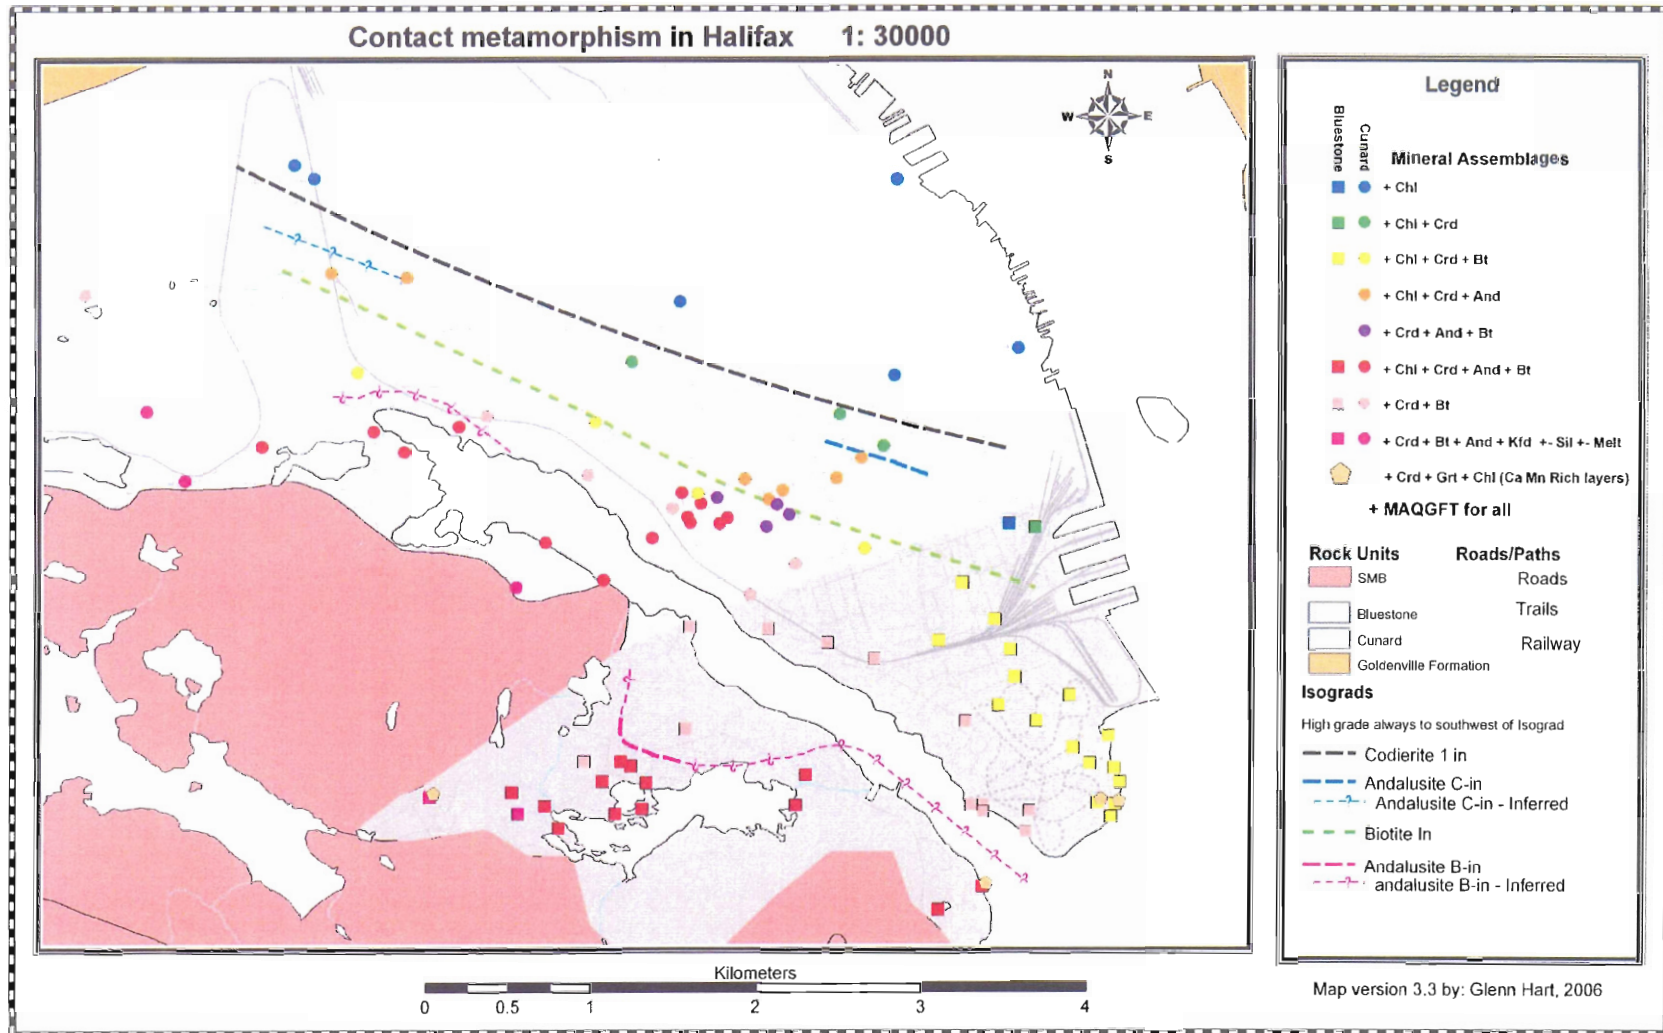 Contact metamorphism in Halifax 1: 30000
N
W E
S
Legend
Bluestone
Cunard
Mineral Assemblages
+ Chl
+ Chl + Crd
+ Chl + Crd + Bt
+ Chl + Crd + And
+ Crd + And + Bt
+ Chl + Crd + And + Bt
+ Crd + Bt
+ Crd + Bt + And + Kfd +- Sil +- Melt
+ Crd + Grt + Chl (Ca Mn Rich layers)
+ MAQGFT for all
Rock Units Roads/Paths
SMB Roads
Bluestone Trails
Cunard Railway
Goldenville Formation
Isograds
High grade always to southwest of Isograd
Codierite 1 in
Andalusite C-in
Andalusite C-in - Inferred
Biotite In
Andalusite B-in
andalusite B-in - Inferred
Kilometers
0 0.5 1 2 3 4
Map version 3.3 by: Glenn Hart, 2006